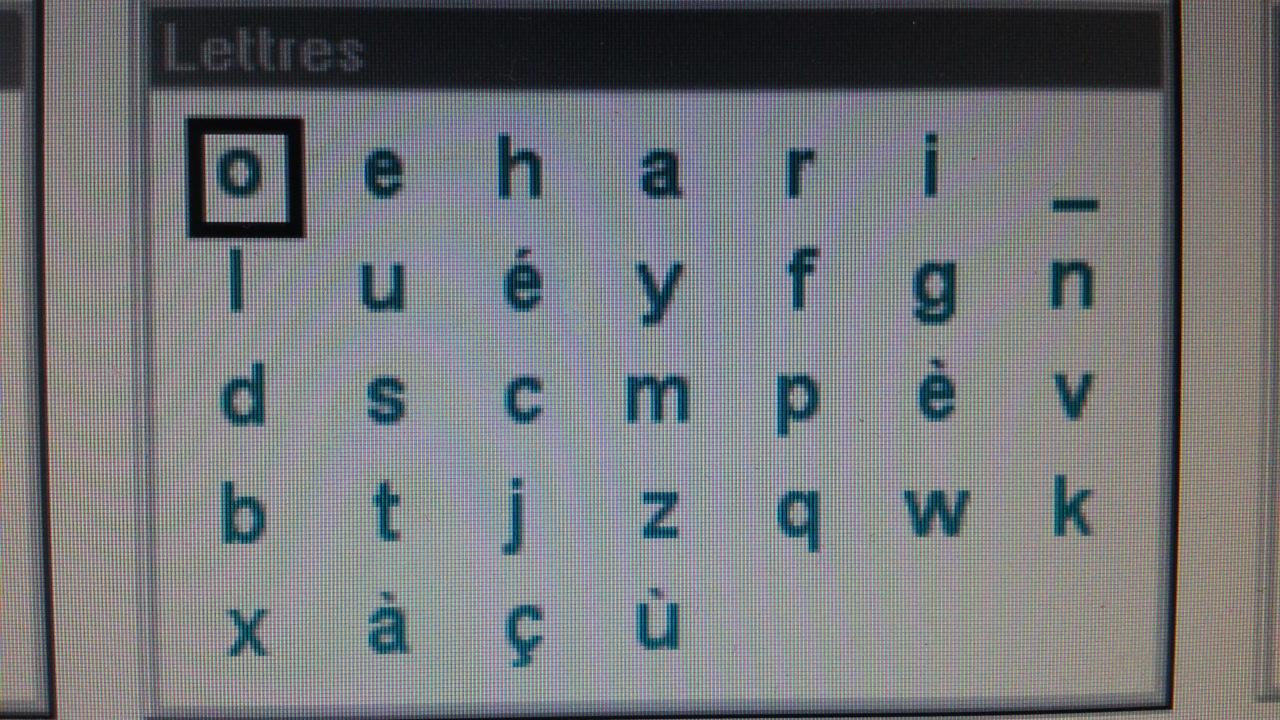 Lettres
o e h a r i _
l u é y f g n
d s c m p è v
b t j z q w k
x à ç ù